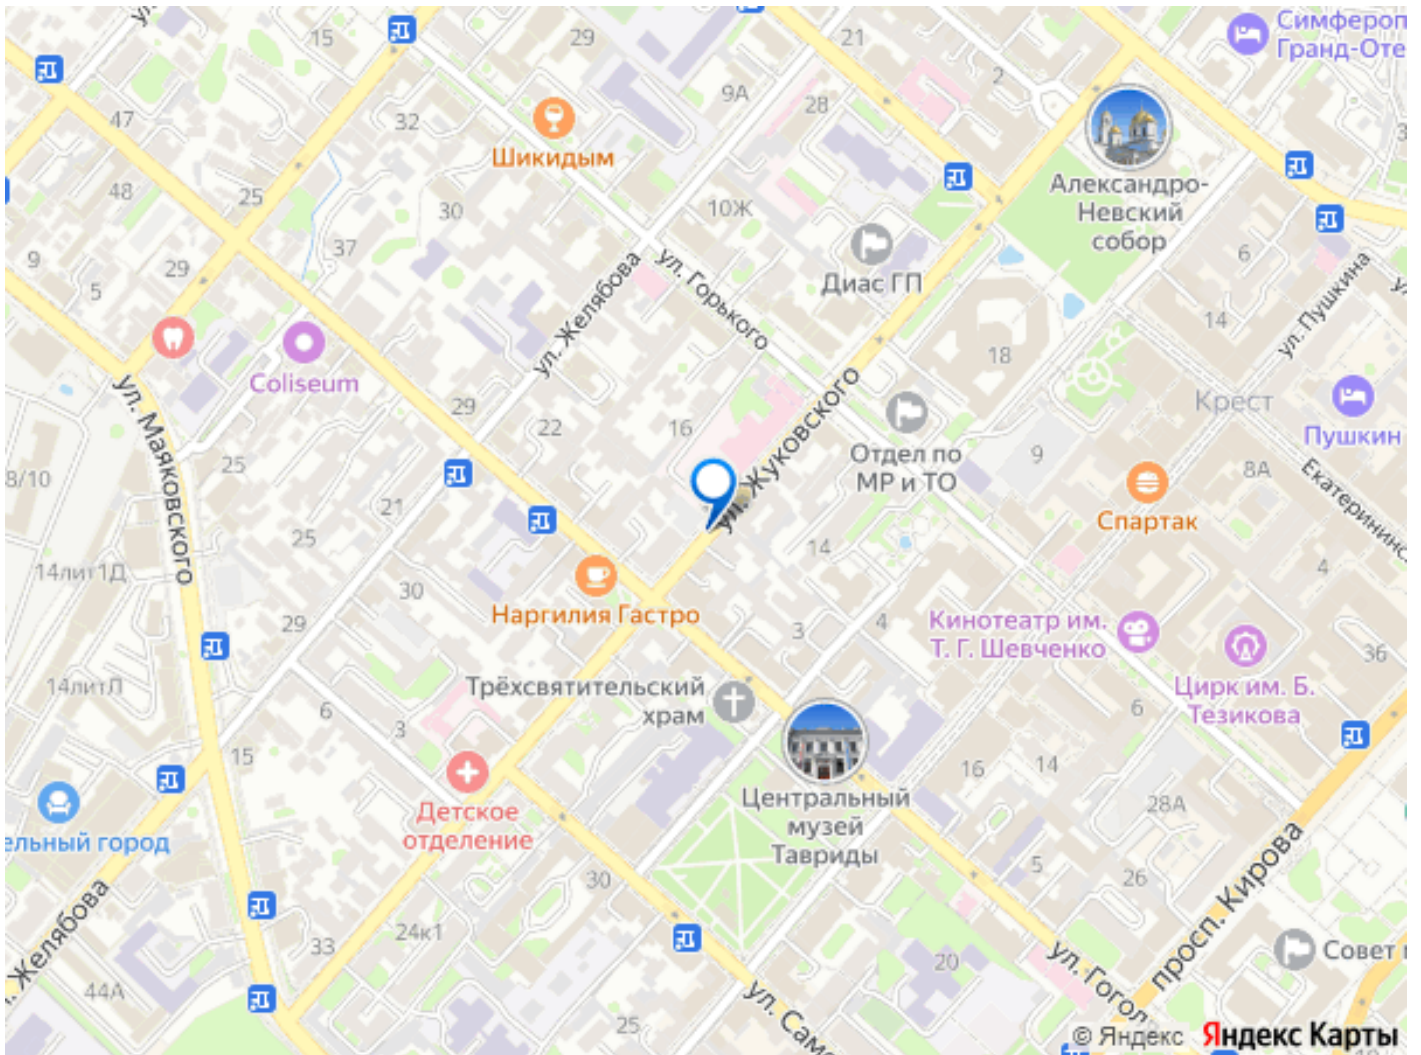 Симфероп
Гранд-Оте
15
29
21
2
9А
28
47
32
Шикидым
48
25
30
10Ж
Александро-
Невский
собор
37
6
9
29
5
ул. Желябова
ул. Горького
Диас ГП
14
ул. Пушкина
18
Coliseum
ул. Маяковского
29
22
16
ул. Жуковского
Крест
Пушкин
Отдел по
МР и ТО
9
8А
25
8/10
21
Спартак
Екатерининс
25
14
14лит1Д
30
4
Наргилия Гастро
29
3
4
Кинотеатр им.
Т. Г. Шевченко
36
14литЛ
Трёхсвятительский
храм
Цирк им. Б.
Тезикова
6
6
3
15
16
14
Центральный
музей
Тавриды
28А
Детское
отделение
ельный город
просп. Кирова
5
26
30
Желябова
33
24к1
20
Совет
ул. Гогол
44А
ул. Само
25
© Яндекс Яндекс Карты